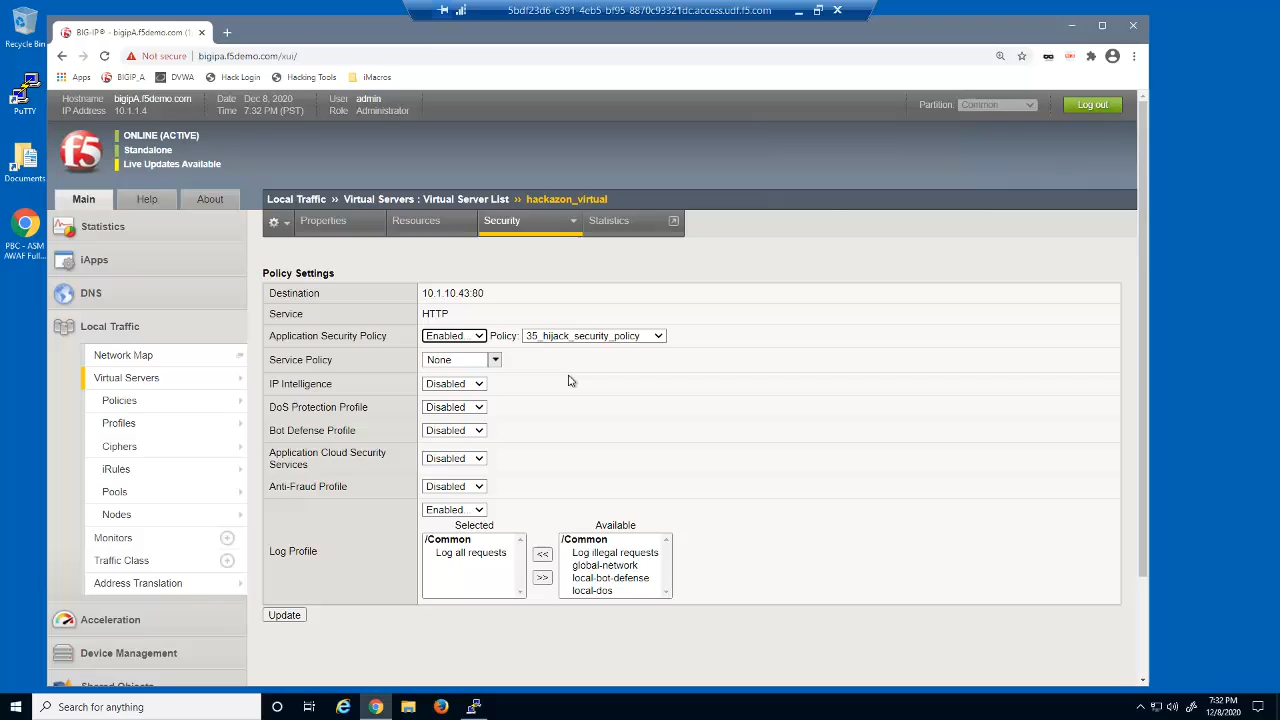 5bdf23d6-c391-4eb5-bf95-8870c93321dc.access.udf.f5.com
Recycle Bin
PuTTY
Documents
PBC - ASM
AWAF Full...
BIG-IP® - bigipA.f5demo.com (1
Not secure
bigipa.f5demo.com/xui/
Apps
BIGIP_A
DVWA
Hack Login
Hacking Tools
iMacros
Hostname bigipA.f5demo.com Date Dec 8, 2020 User admin
IP Address 10.1.1.4 Time 7:32 PM (PST) Role Administrator
Partition: Common
Log out
f5
ONLINE (ACTIVE)
Standalone
Live Updates Available
Main Help About
Statistics
iApps
DNS
Local Traffic
Network Map
Virtual Servers
Policies
Profiles
Ciphers
iRules
Pools
Nodes
Monitors
Traffic Class
Address Translation
Acceleration
Device Management
Shared Objects
Local Traffic ›› Virtual Servers : Virtual Server List ›› hackazon_virtual
Properties Resources Security Statistics
Policy Settings
Destination 10.1.10.43:80
Service HTTP
Application Security Policy Enabled... Policy: 35_hijack_security_policy
Service Policy None
IP Intelligence Disabled
DoS Protection Profile Disabled
Bot Defense Profile Disabled
Application Cloud Security
Services Disabled
Anti-Fraud Profile Disabled
Log Profile
Enabled...
Selected Available
/Common
Log all requests
<<
>>
/Common
Log illegal requests
global-network
local-bot-defense
local-dos
Update
Search for anything
7:32 PM
12/8/2020